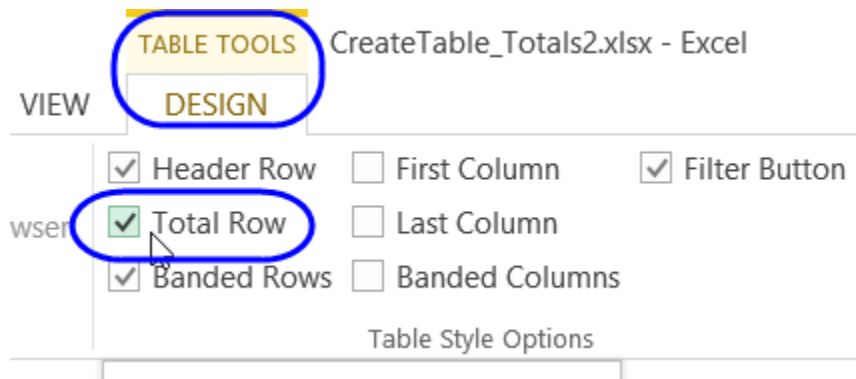 TABLE TOOLS CreateTable_Totals2.xlsx - Excel
VIEW DESIGN
Header Row First Column Filter Button
wser Total Row Last Column
Banded Rows Banded Columns
Table Style Options